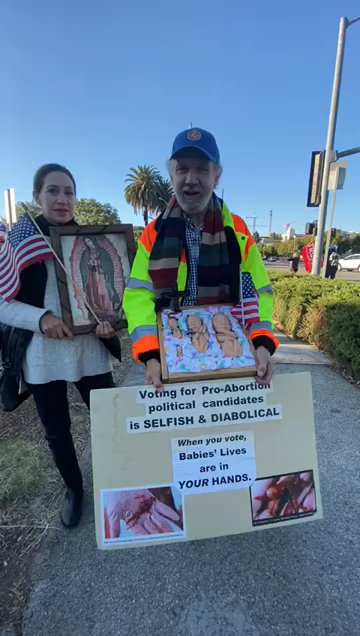 Voting for Pro-Abortion
political candidates
is SELFISH & DIABOLICAL
When you vote,
Babies' Lives
are in
YOUR HANDS.